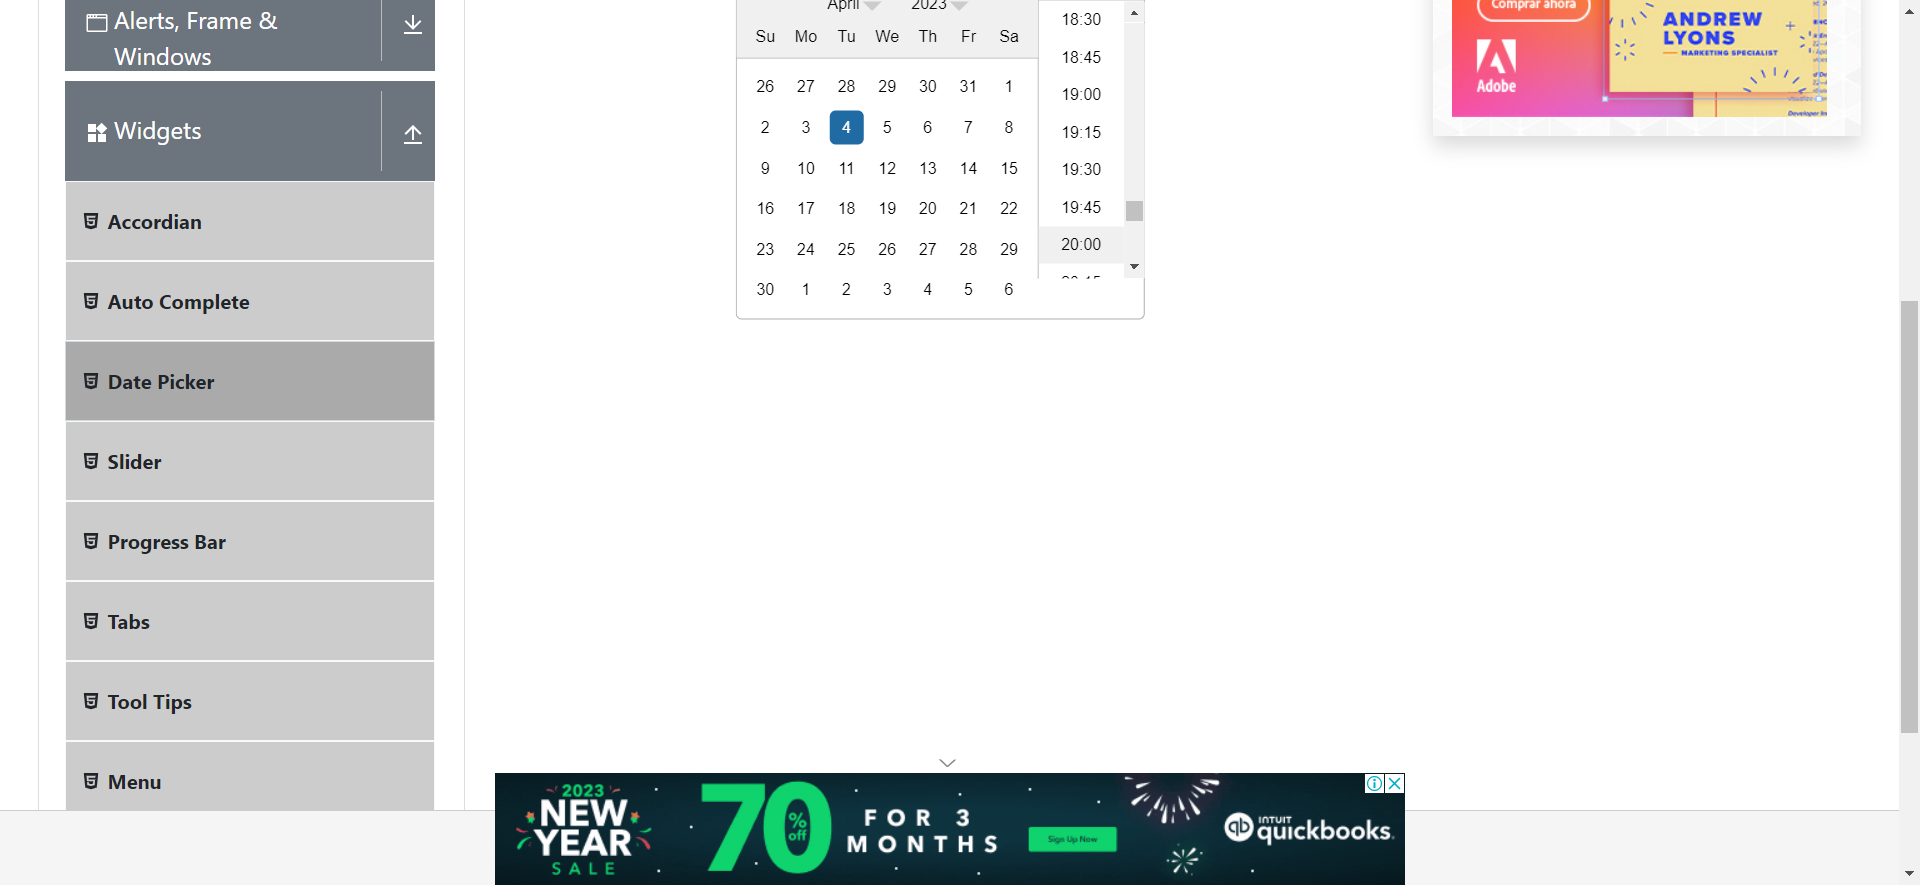 Alerts, Frame &
Windows
Widgets
Accordian
Auto Complete
Date Picker
Slider
Progress Bar
Tabs
Tool Tips
Menu
April 2023
Su Mo Tu We Th Fr Sa
26 27 28 29 30 31 1
2 3 4 5 6 7 8
9 10 11 12 13 14 15
16 17 18 19 20 21 22
23 24 25 26 27 28 29
30 1 2 3 4 5 6
18:30
18:45
19:00
19:15
19:30
19:45
20:00
Comprar ahora
Adobe
ANDREW
LYONS
MARKETING SPECIALIST
2023
NEW
YEAR
SALE
70 % off
FOR 3
MONTHS
Sign Up Now
qb INTUIT
quickbooks.